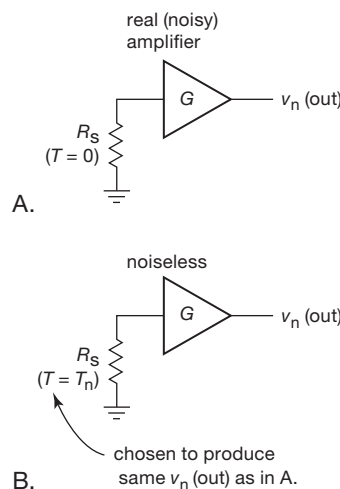 real (noisy)
amplifier
G
vn (out)
RS
(T = 0)
A.
noiseless
G
vn (out)
RS
(T = Tn)
chosen to produce
same vn (out) as in A.
B.